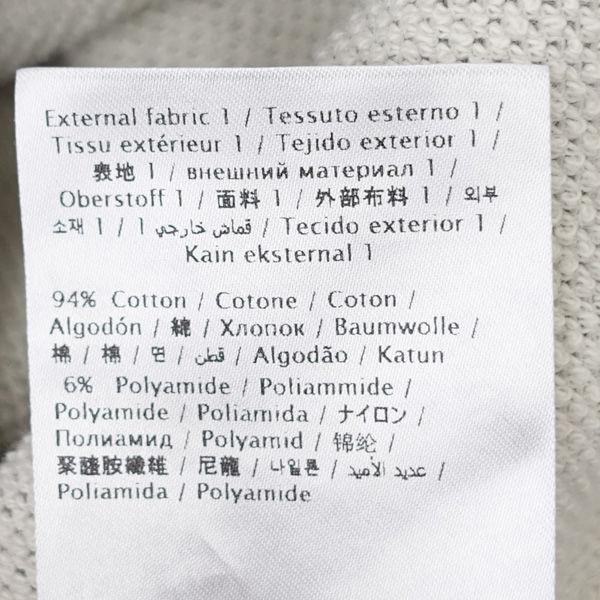 External fabric 1 / Tessuto esterno 1 /
Tissu extérieur 1 / Tejido exterior 1 /
表地 1 / внешний материал 1 /
Oberstoff 1 / 面料 1 / 外部布料 1 / 외부
소재 1 / 1 قماش خارجي / Tecido exterior 1 /
Kain eksternal 1
94% Cotton / Cotone / Coton /
Algodón / 綿 / Хлопок / Baumwolle /
棉 / 棉 / 면 / قطن / Algodão / Katun
6% Polyamide / Poliammide /
Polyamide / Poliamida / ナイロン /
Полиамид / Polyamid / 锦纶 /
聚醯胺纖維 / 尼龍 / 나일론 / عديد الأميد /
Poliamida / Polyamide